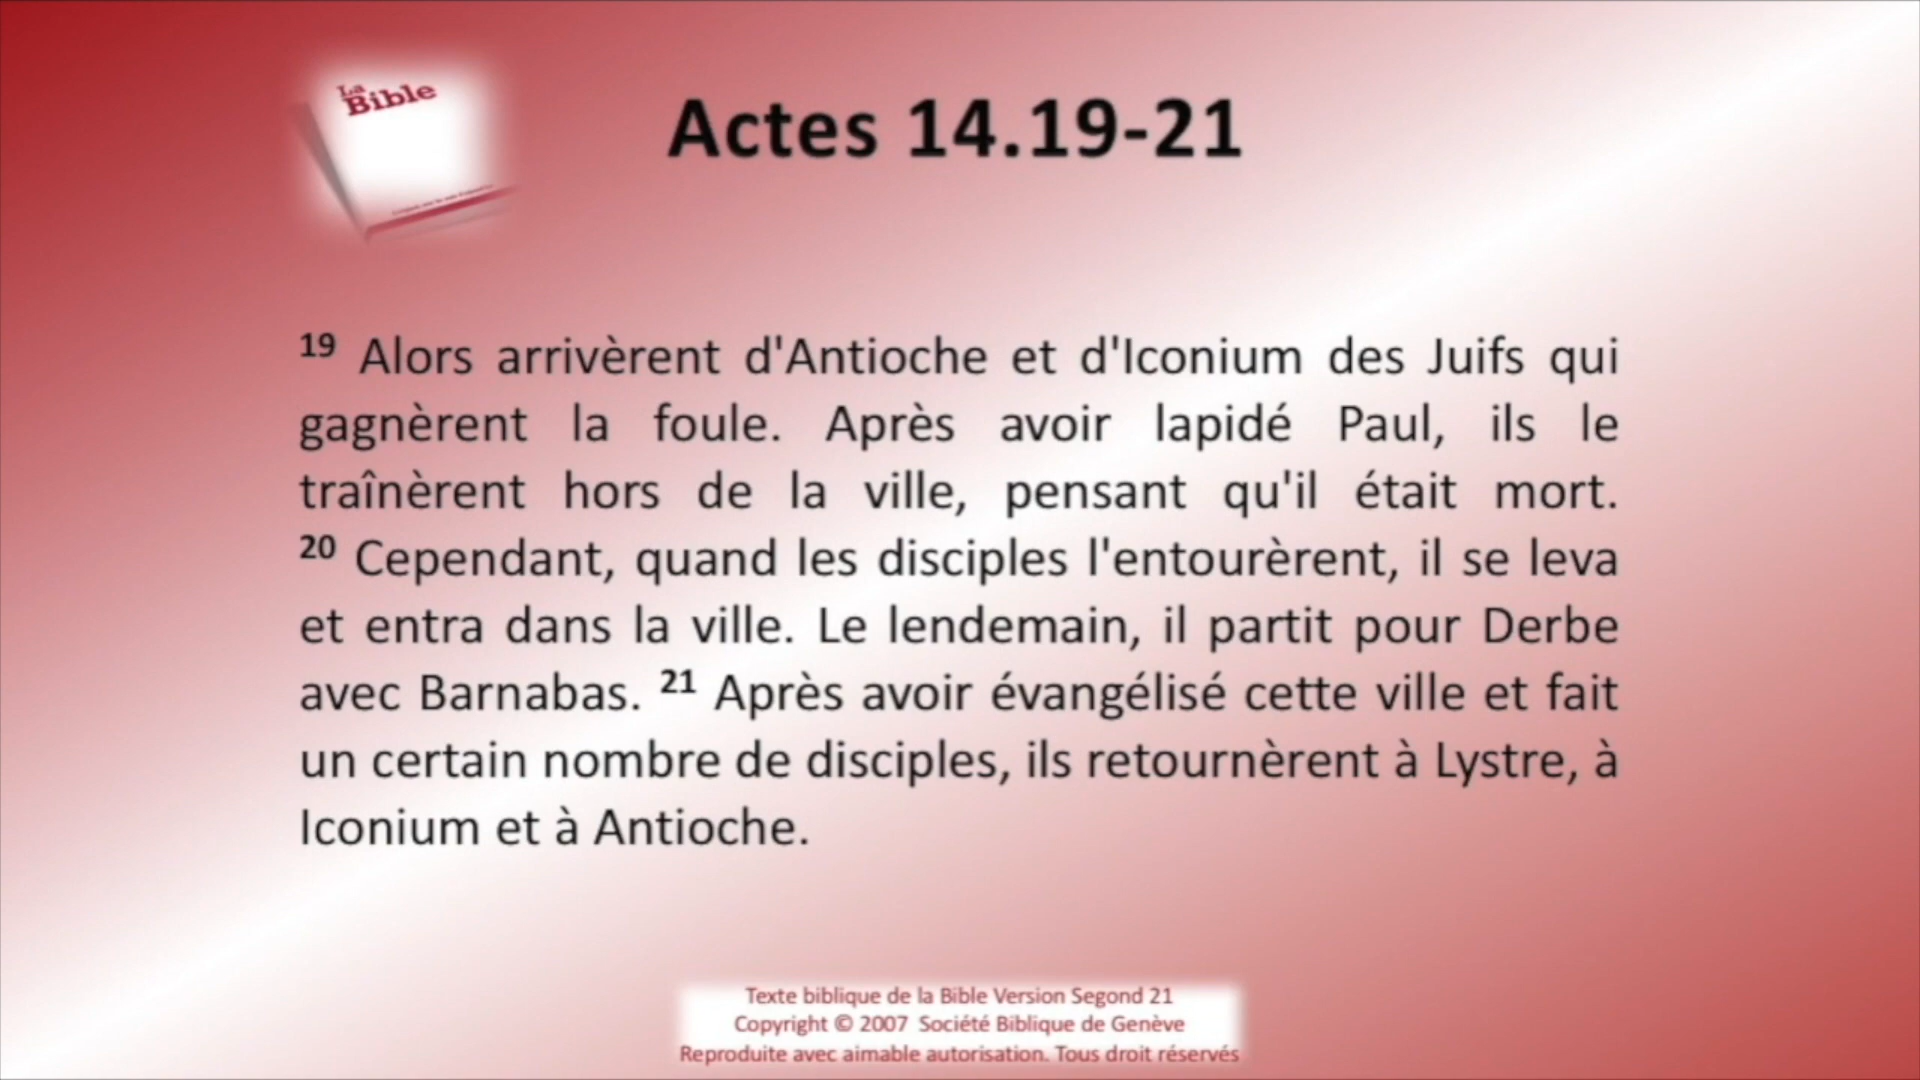 La
Bible
Actes 14.19-21
19 Alors arrivèrent d'Antioche et d'Iconium des Juifs qui
gagnèrent la foule. Après avoir lapidé Paul, ils le
traînèrent hors de la ville, pensant qu'il était mort.
20 Cependant, quand les disciples l'entourèrent, il se leva
et entra dans la ville. Le lendemain, il partit pour Derbe
avec Barnabas. 21 Après avoir évangélisé cette ville et fait
un certain nombre de disciples, ils retournèrent à Lystre, à
Iconium et à Antioche.
Texte biblique de la Bible Version Segond 21
Copyright © 2007 Société Biblique de Genève
Reproduite avec aimable autorisation. Tous droit réservés